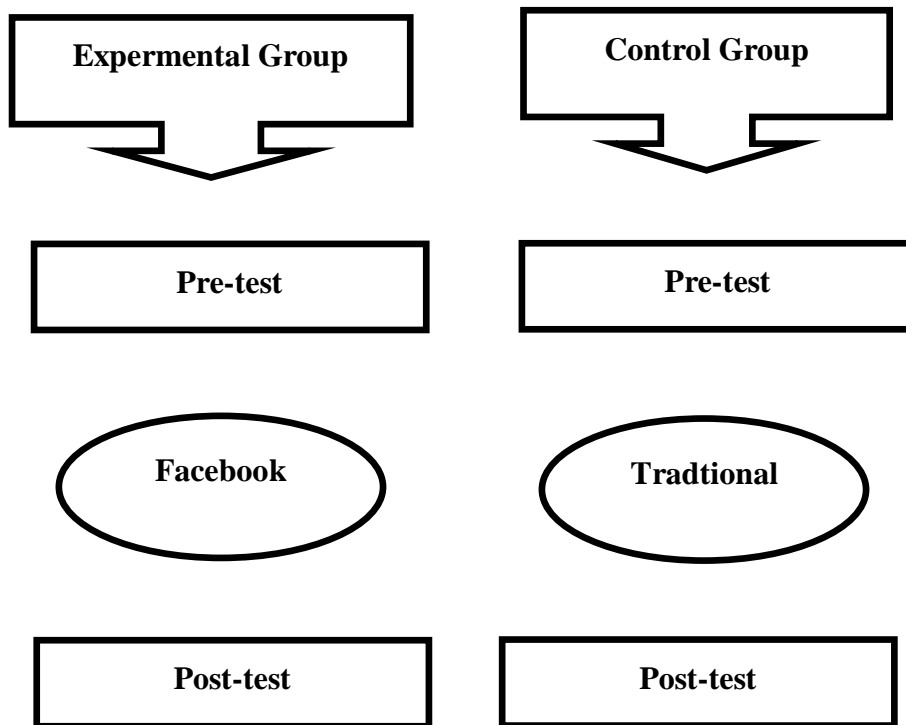 Expermental Group
Control Group
Pre-test
Pre-test
Facebook
Tradtional
Post-test
Post-test